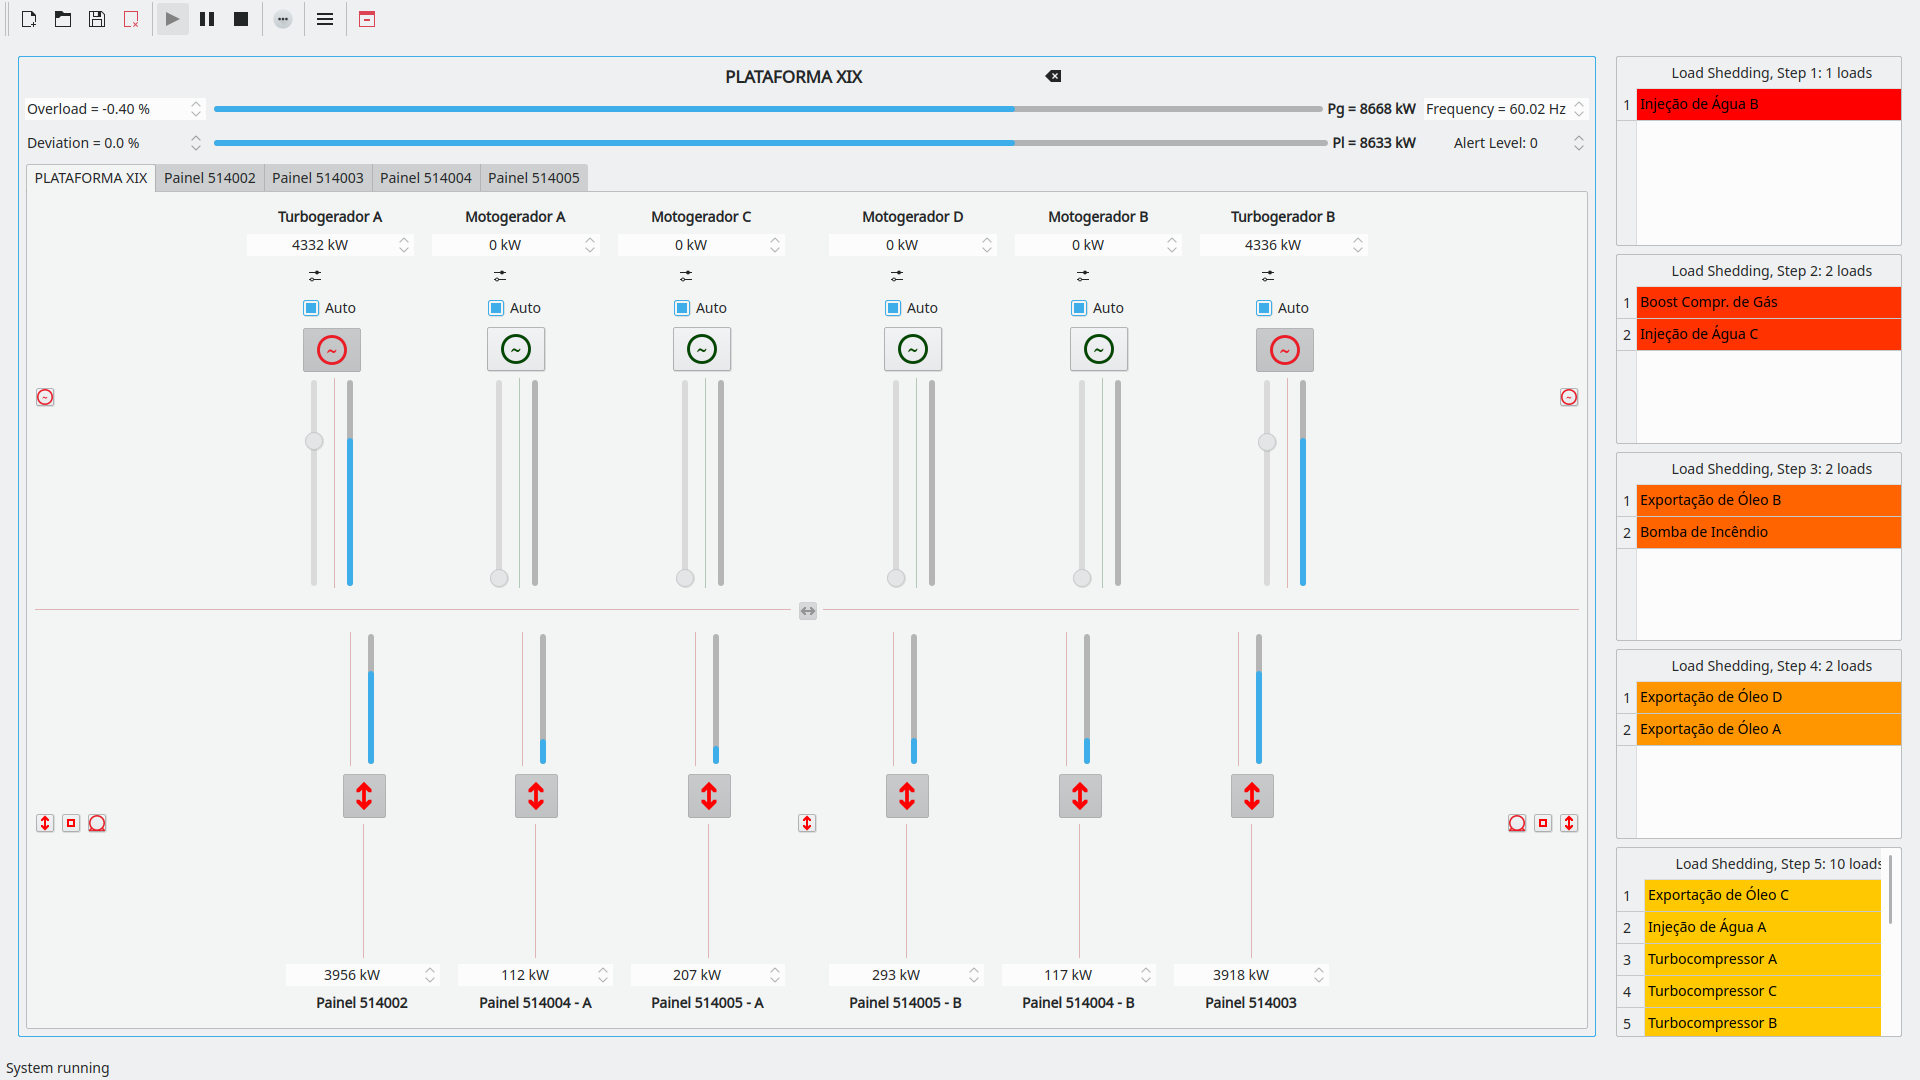 PLATAFORMA XIX
Overload = -0.40 %
Pg = 8668 kW
Frequency = 60.02 Hz
Deviation = 0.0 %
Pl = 8633 kW
Alert Level: 0
PLATAFORMA XIX
Painel 514002
Painel 514003
Painel 514004
Painel 514005
Turbogerador A
Motogerador A
Motogerador C
Motogerador D
Motogerador B
Turbogerador B
4332 kW
0 kW
0 kW
0 kW
0 kW
4336 kW
Auto
Auto
Auto
Auto
Auto
Auto
3956 kW
112 kW
207 kW
293 kW
117 kW
3918 kW
Painel 514002
Painel 514004 - A
Painel 514005 - A
Painel 514005 - B
Painel 514004 - B
Painel 514003
Load Shedding, Step 1: 1 loads
1 Injeção de Água B
Load Shedding, Step 2: 2 loads
1 Boost Compr. de Gás
2 Injeção de Água C
Load Shedding, Step 3: 2 loads
1 Exportação de Óleo B
2 Bomba de Incêndio
Load Shedding, Step 4: 2 loads
1 Exportação de Óleo D
2 Exportação de Óleo A
Load Shedding, Step 5: 10 loads
1 Exportação de Óleo C
2 Injeção de Água A
3 Turbocompressor A
4 Turbocompressor C
5 Turbocompressor B
System running